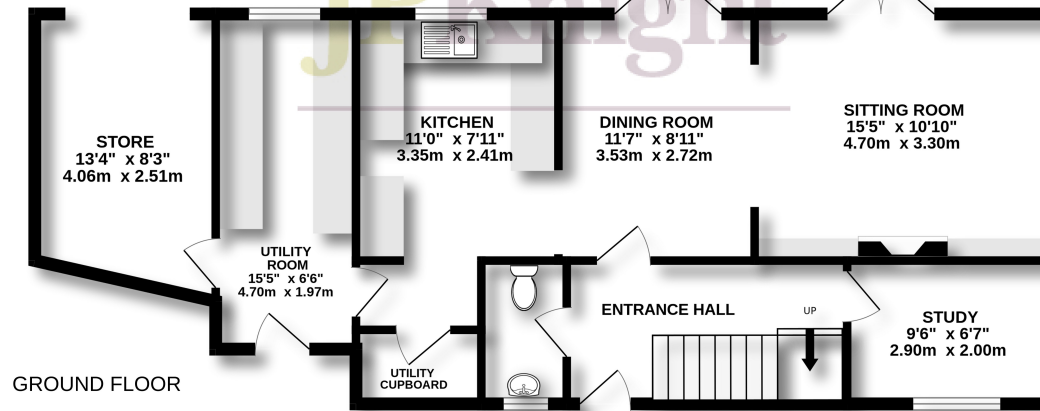 JPKnight
STORE
13'4" x 8'3"
4.06m x 2.51m
UTILITY
ROOM
15'5" x 6'6"
4.70m x 1.97m
KITCHEN
11'0" x 7'11"
3.35m x 2.41m
DINING ROOM
11'7" x 8'11"
3.53m x 2.72m
SITTING ROOM
15'5" x 10'10"
4.70m x 3.30m
ENTRANCE HALL
UP
STUDY
9'6" x 6'7"
2.90m x 2.00m
UTILITY
CUPBOARD
GROUND FLOOR